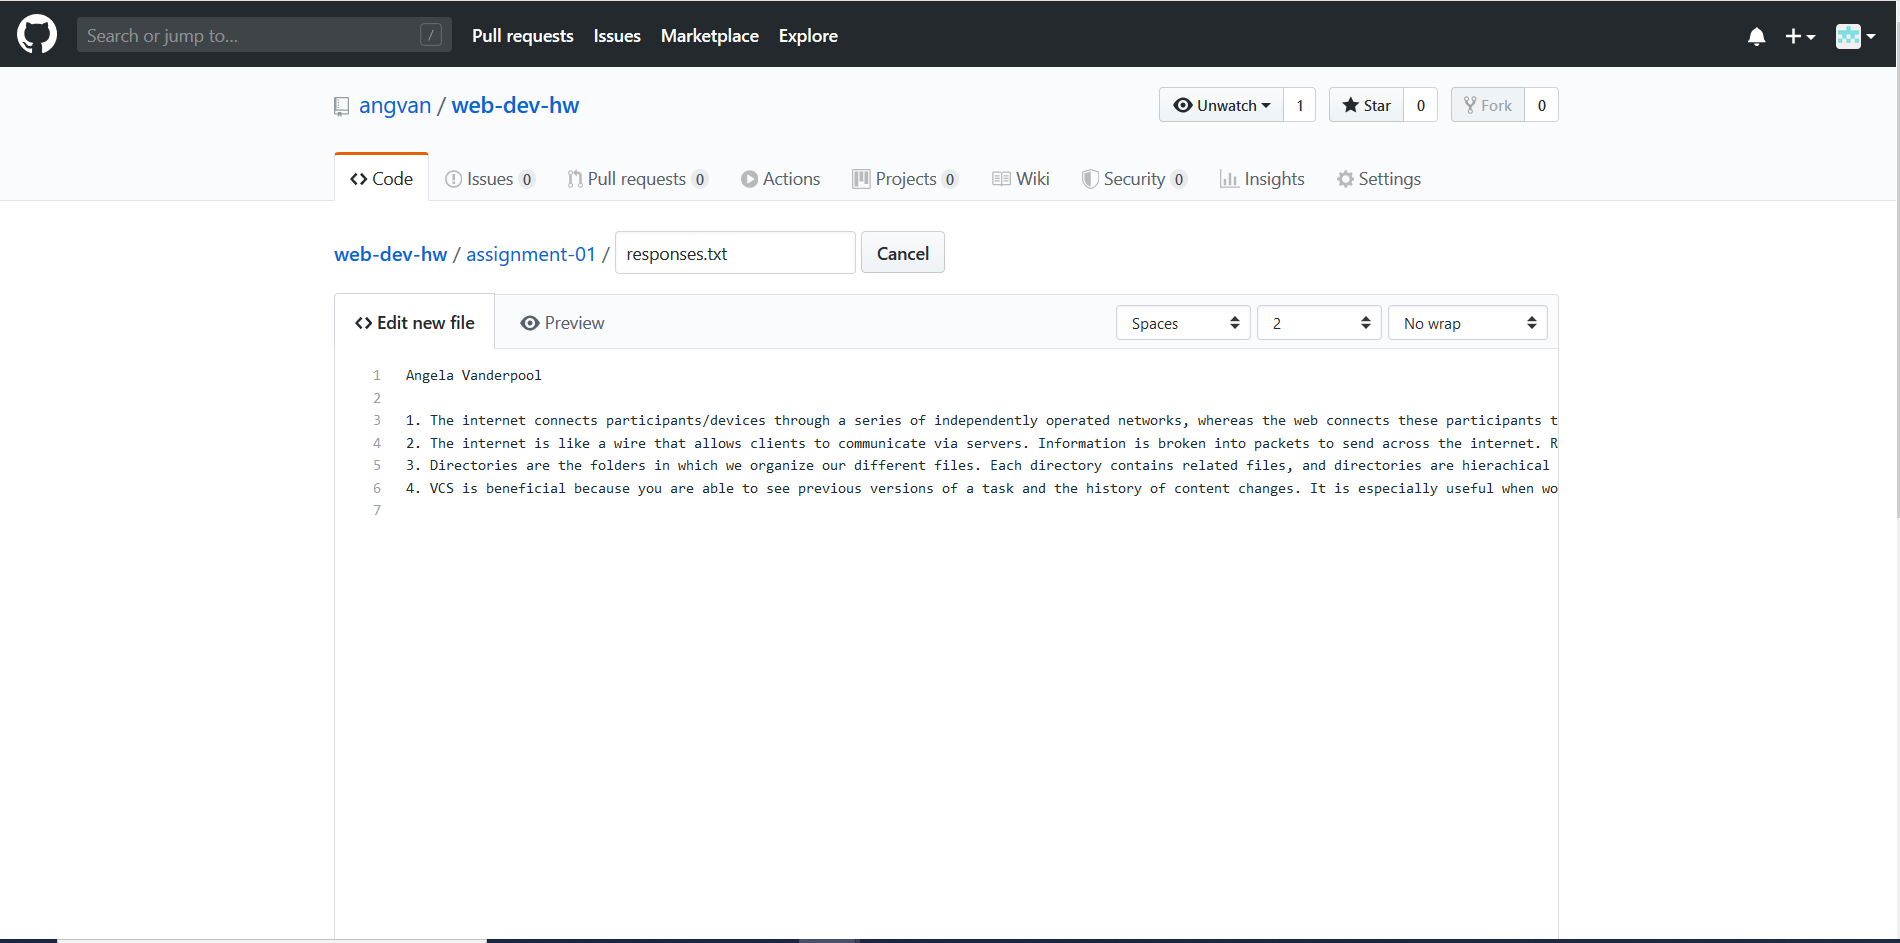 Search or jump to... /
Pull requests Issues Marketplace Explore
angvan / web-dev-hw
Unwatch 1 Star 0 Fork 0
Code Issues 0 Pull requests 0 Actions Projects 0 Wiki Security 0 Insights Settings
web-dev-hw / assignment-01 / responses.txt Cancel
Edit new file Preview Spaces 2 No wrap
1 Angela Vanderpool
2
3 1. The internet connects participants/devices through a series of independently operated networks, whereas the web connects these participants t
4 2. The internet is like a wire that allows clients to communicate via servers. Information is broken into packets to send across the internet. R
5 3. Directories are the folders in which we organize our different files. Each directory contains related files, and directories are hierachical
6 4. VCS is beneficial because you are able to see previous versions of a task and the history of content changes. It is especially useful when wo
7